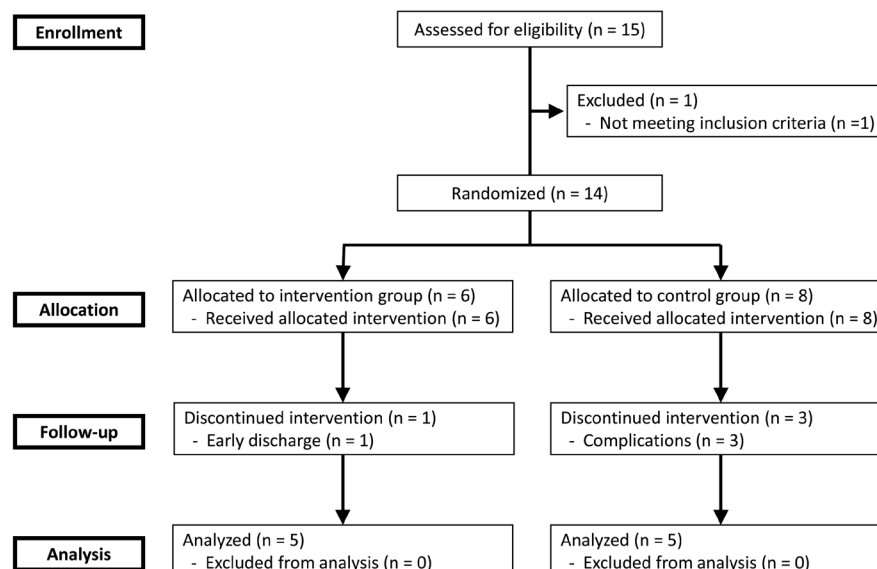 Enrollment
Assessed for eligibility (n = 15)
Excluded (n = 1)
- Not meeting inclusion criteria (n =1)
Randomized (n = 14)
Allocation
Allocated to intervention group (n = 6)
- Received allocated intervention (n = 6)
Allocated to control group (n = 8)
- Received allocated intervention (n = 8)
Follow-up
Discontinued intervention (n = 1)
- Early discharge (n = 1)
Discontinued intervention (n = 3)
- Complications (n = 3)
Analysis
Analyzed (n = 5)
- Excluded from analysis (n = 0)
Analyzed (n = 5)
- Excluded from analysis (n = 0)